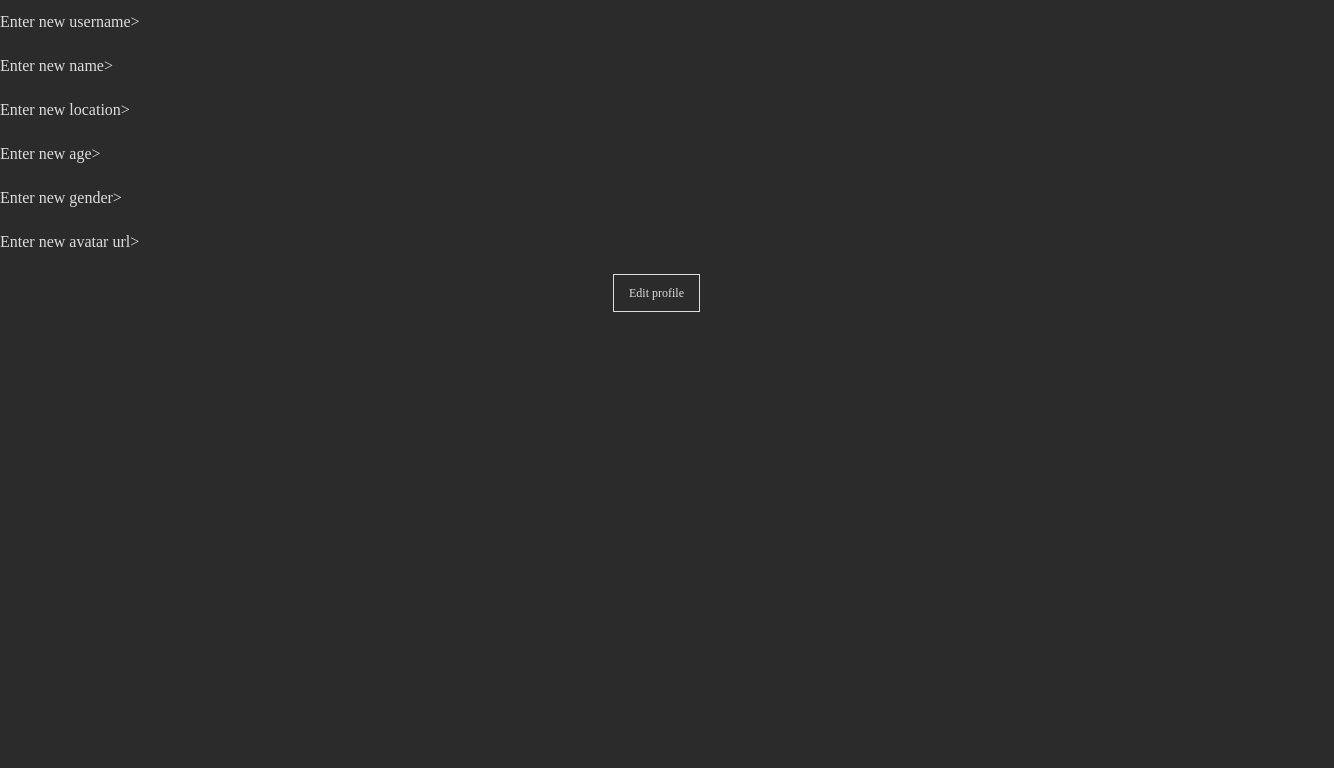 Enter new username>
Enter new name>
Enter new location>
Enter new age>
Enter new gender>
Enter new avatar url>
Edit profile